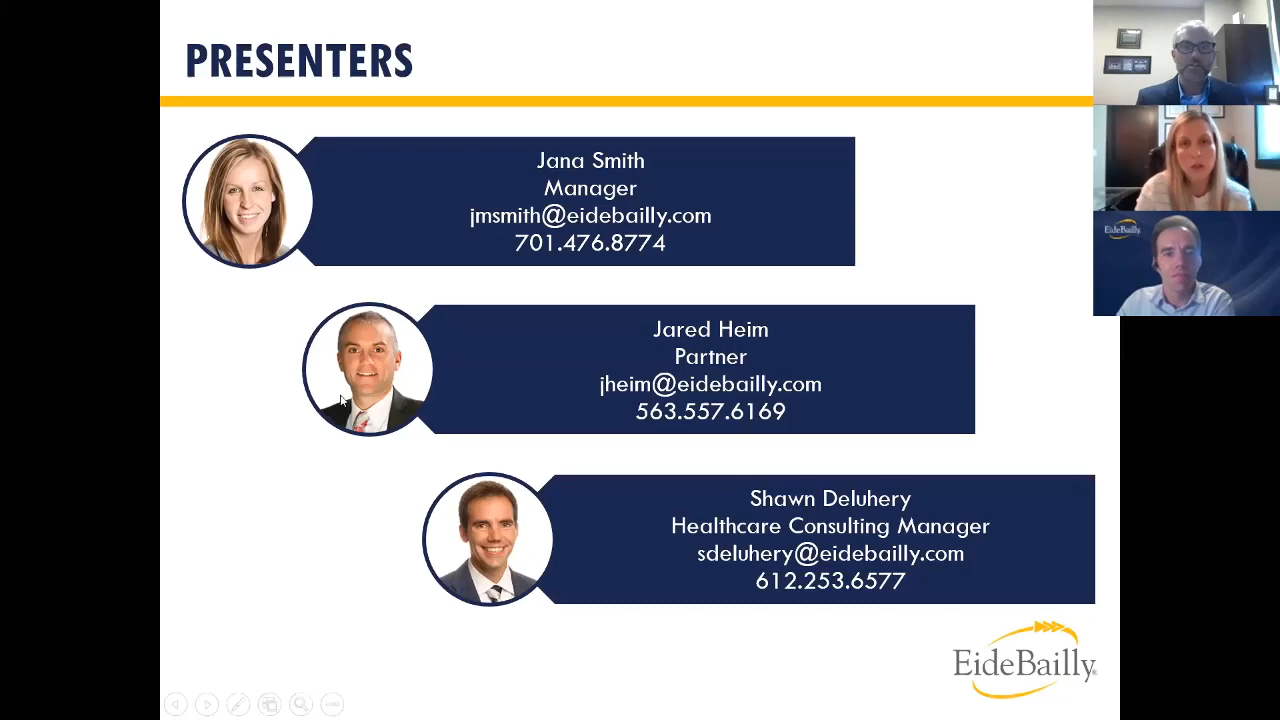 PRESENTERS
Jana Smith
Manager
jmsmith@eidebailly.com
701.476.8774
Jared Heim
Partner
jheim@eidebailly.com
563.557.6169
Shawn Deluhery
Healthcare Consulting Manager
sdeluhery@eidebailly.com
612.253.6577
EideBailly®
EideBailly